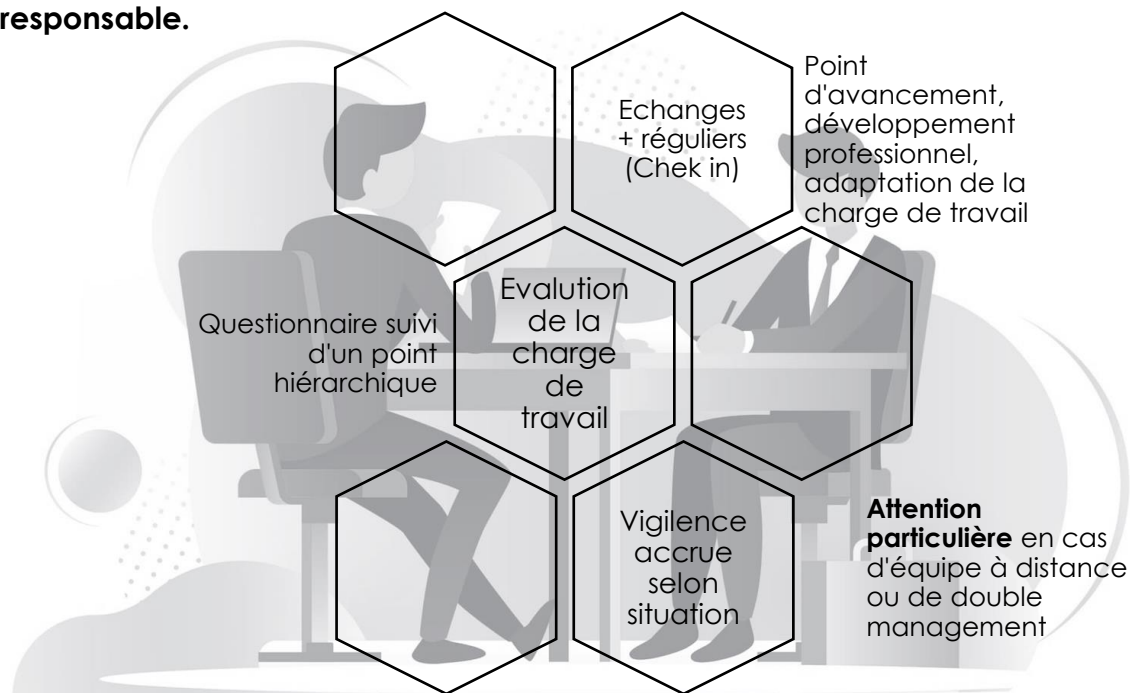 responsable.
Echanges
+ réguliers
(Chek in)
Point
d'avancement,
développement
professionnel,
adaptation de la
charge de travail
Questionnaire suivi
d'un point
hiérarchique
Evalution
de la
charge
de
travail
Vigilence
accrue
selon
situation
Attention
particulière en cas
d'équipe à distance
ou de double
management